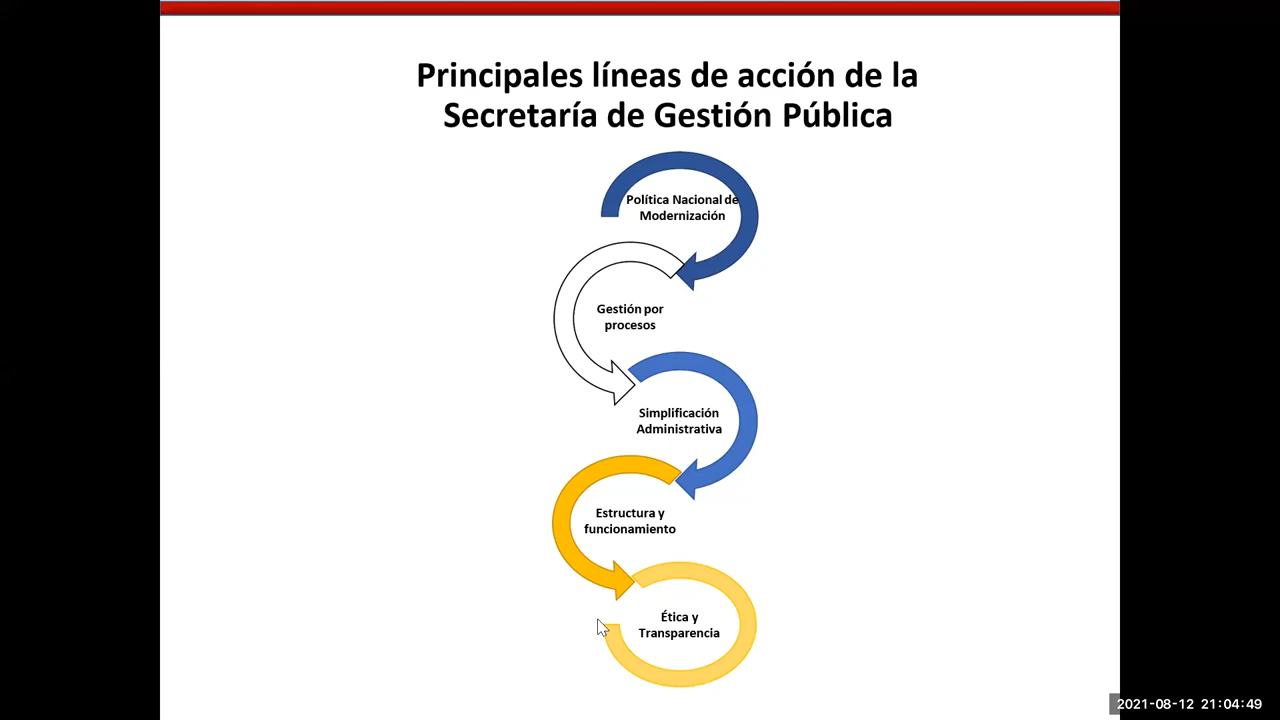 Principales líneas de acción de la
Secretaría de Gestión Pública
Política Nacional de
Modernización
Gestión por
procesos
Simplificación
Administrativa
Estructura y
funcionamiento
Ética y
Transparencia
2021-08-12 21:04:49